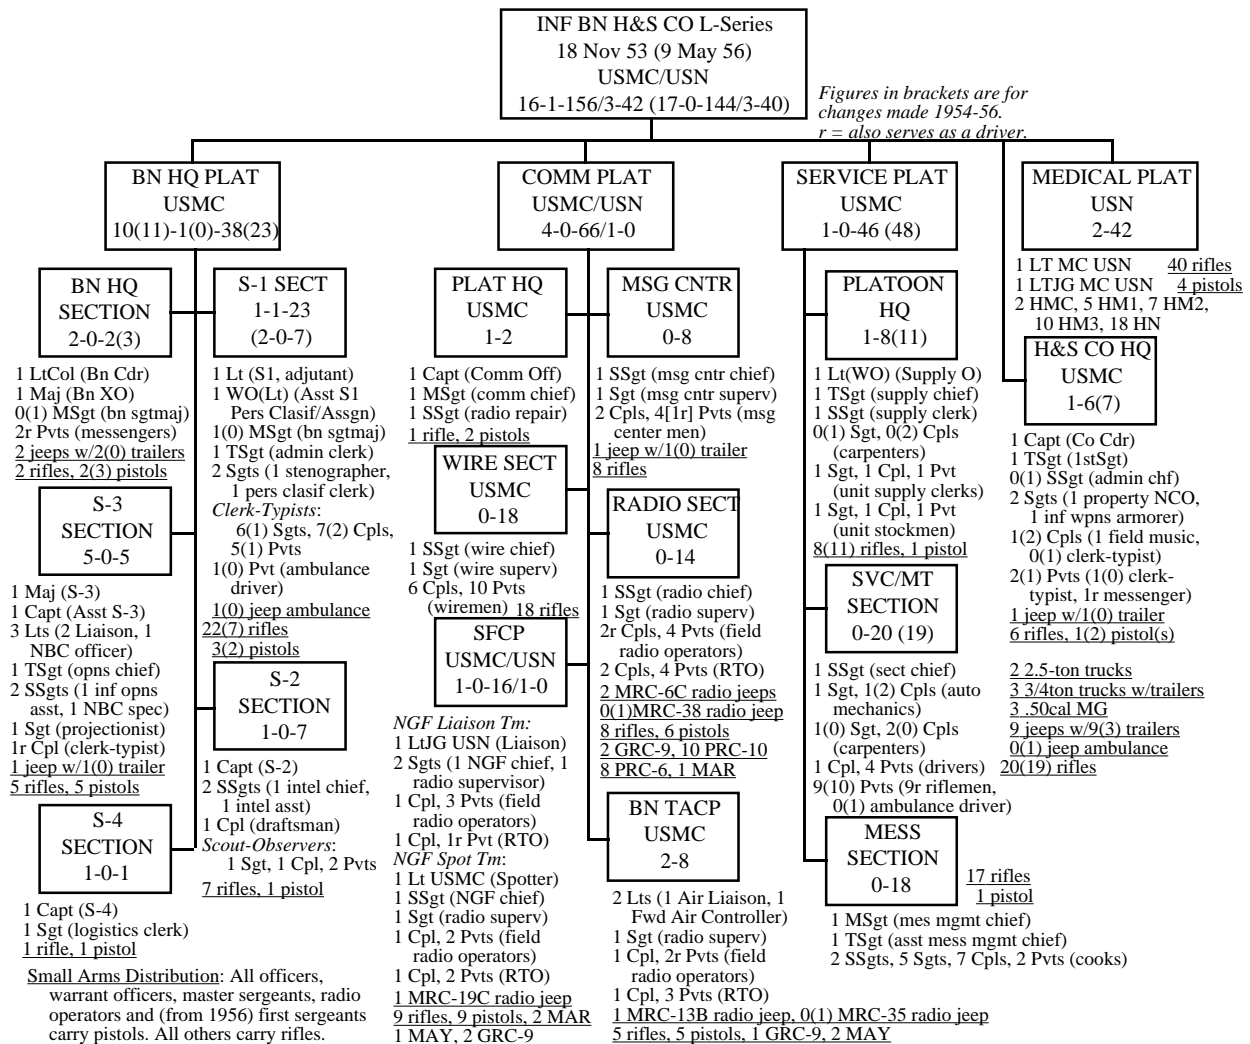 INF BN H&S CO L-Series
18 Nov 53 (9 May 56)
USMC/USN
16-1-156/3-42 (17-0-144/3-40)
Figures in brackets are for
changes made 1954-56.
r = also serves as a driver.
BN HQ PLAT
USMC
10(11)-1(0)-38(23)
BN HQ
SECTION
2-0-2(3)
1 LtCol (Bn Cdr)
1 Maj (Bn XO)
0(1) MSgt (bn sgtmaj)
2r Pvts (messengers)
2 jeeps w/2(0) trailers
2 rifles, 2(3) pistols
S-3
SECTION
5-0-5
1 Maj (S-3)
1 Capt (Asst S-3)
3 Lts (2 Liaison, 1
NBC officer)
1 TSgt (opns chief)
2 SSgts (1 inf opns
asst, 1 NBC spec)
1 Sgt (projectionist)
1r Cpl (clerk-typist)
1 jeep w/1(0) trailer
5 rifles, 5 pistols
S-4
SECTION
1-0-1
1 Capt (S-4)
1 Sgt (logistics clerk)
1 rifle, 1 pistol
S-1 SECT
1-1-23
(2-0-7)
1 Lt (S1, adjutant)
1 WO(Lt) (Asst S1
Pers Clasif/Assgn)
1(0) MSgt (bn sgtmaj)
1 TSgt (admin clerk)
2 Sgts (1 stenographer,
1 pers clasif clerk)
Clerk-Typists:
6(1) Sgts, 7(2) Cpls,
5(1) Pvts
1(0) Pvt (ambulance
driver)
1(0) jeep ambulance
22(7) rifles
3(2) pistols
S-2
SECTION
1-0-7
1 Capt (S-2)
2 SSgts (1 intel chief,
1 intel asst)
1 Cpl (draftsman)
Scout-Observers:
1 Sgt, 1 Cpl, 2 Pvts
7 rifles, 1 pistol
Small Arms Distribution: All officers,
warrant officers, master sergeants, radio
operators and (from 1956) first sergeants
carry pistols. All others carry rifles.
COMM PLAT
USMC/USN
4-0-66/1-0
PLAT HQ
USMC
1-2
1 Capt (Comm Off)
1 MSgt (comm chief)
1 SSgt (radio repair)
1 rifle, 2 pistols
WIRE SECT
USMC
0-18
1 SSgt (wire chief)
1 Sgt (wire superv)
6 Cpls, 10 Pvts
(wiremen) 18 rifles
SFCP
USMC/USN
1-0-16/1-0
NGF Liaison Tm:
1 LtJG USN (Liaison)
2 Sgts (1 NGF chief, 1
radio supervisor)
1 Cpl, 3 Pvts (field
radio operators)
1 Cpl, 1r Pvt (RTO)
NGF Spot Tm:
1 Lt USMC (Spotter)
1 SSgt (NGF chief)
1 Sgt (radio superv)
1 Cpl, 2 Pvts (field
radio operators)
1 Cpl, 2 Pvts (RTO)
1 MRC-19C radio jeep
9 rifles, 9 pistols, 2 MAR
1 MAY, 2 GRC-9
MSG CNTR
USMC
0-8
1 SSgt (msg cntr chief)
1 Sgt (msg cntr superv)
2 Cpls, 4[1r] Pvts (msg
center men)
1 jeep w/1(0) trailer
8 rifles
RADIO SECT
USMC
0-14
1 SSgt (radio chief)
1 Sgt (radio superv)
2r Cpls, 4 Pvts (field
radio operators)
2 Cpls, 4 Pvts (RTO)
2 MRC-6C radio jeeps
0(1)MRC-38 radio jeep
8 rifles, 6 pistols
2 GRC-9, 10 PRC-10
8 PRC-6, 1 MAR
BN TACP
USMC
2-8
2 Lts (1 Air Liaison, 1
Fwd Air Controller)
1 Sgt (radio superv)
1 Cpl, 2r Pvts (field
radio operators)
1 Cpl, 3 Pvts (RTO)
1 MRC-13B radio jeep, 0(1) MRC-35 radio jeep
5 rifles, 5 pistols, 1 GRC-9, 2 MAY
SERVICE PLAT
USMC
1-0-46 (48)
PLATOON
HQ
1-8(11)
1 Lt(WO) (Supply O)
1 TSgt (supply chief)
1 SSgt (supply clerk)
0(1) Sgt, 0(2) Cpls
(carpenters)
1 Sgt, 1 Cpl, 1 Pvt
(unit supply clerks)
1 Sgt, 1 Cpl, 1 Pvt
(unit stockmen)
8(11) rifles, 1 pistol
SVC/MT
SECTION
0-20 (19)
1 SSgt (sect chief)
1 Sgt, 1(2) Cpls (auto
mechanics)
1(0) Sgt, 2(0) Cpls
(carpenters)
1 Cpl, 4 Pvts (drivers)
9(10) Pvts (9r riflemen,
0(1) ambulance driver)
2 2.5-ton trucks
3 3/4ton trucks w/trailers
3 .50cal MG
9 jeeps w/9(3) trailers
0(1) jeep ambulance
20(19) rifles
MESS
SECTION
0-18
17 rifles
1 pistol
1 MSgt (mes mgmt chief)
1 TSgt (asst mess mgmt chief)
2 SSgts, 5 Sgts, 7 Cpls, 2 Pvts (cooks)
MEDICAL PLAT
USN
2-42
1 LT MC USN 40 rifles
1 LTJG MC USN 4 pistols
2 HMC, 5 HM1, 7 HM2,
10 HM3, 18 HN
H&S CO HQ
USMC
1-6(7)
1 Capt (Co Cdr)
1 TSgt (1stSgt)
0(1) SSgt (admin chf)
2 Sgts (1 property NCO,
1 inf wpns armorer)
1(2) Cpls (1 field music,
0(1) clerk-typist)
2(1) Pvts (1(0) clerk-
typist, 1r messenger)
1 jeep w/1(0) trailer
6 rifles, 1(2) pistol(s)